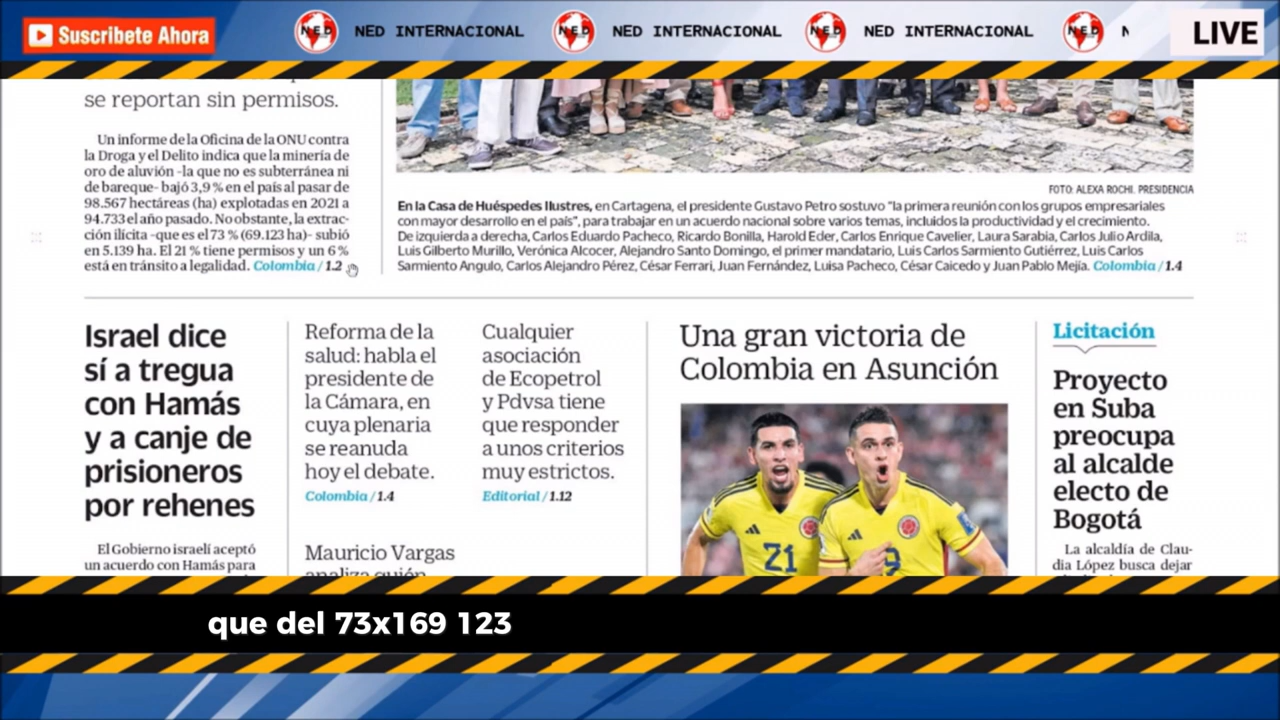 Suscribete Ahora
NED
NED INTERNACIONAL
NED
NED INTERNACIONAL
NED
NED INTERNACIONAL
NED
LIVE
se reportan sin permisos.
Un informe de la Oficina de la ONU contra
la Droga y el Delito indica que la minería de
oro de aluvión -la que no es subterránea ni
de bareque- bajó 3,9 % en el país al pasar de
98.567 hectáreas (ha) explotadas en 2021 a
94.733 el año pasado. No obstante, la extrac-
ción ilícita -que es el 73 % (69.123 ha)- subió
en 5.139 ha. El 21 % tiene permisos y un 6 %
está en tránsito a legalidad. Colombia / 1.2
FOTO: ALEXA ROCHI. PRESIDENCIA
En la Casa de Huéspedes Ilustres, en Cartagena, el presidente Gustavo Petro sostuvo "la primera reunión con los grupos empresariales
con mayor desarrollo en el país", para trabajar en un acuerdo nacional sobre varios temas, incluidos la productividad y el crecimiento.
De izquierda a derecha, Carlos Eduardo Pacheco, Ricardo Bonilla, Harold Eder, Carlos Enrique Cavelier, Laura Sarabia, Carlos Julio Ardila,
Luis Gilberto Murillo, Verónica Alcocer, Alejandro Santo Domingo, el primer mandatario, Luis Carlos Sarmiento Gutiérrez, Luis Carlos
Sarmiento Angulo, Carlos Alejandro Pérez, César Ferrari, Juan Fernández, Luisa Pacheco, César Caicedo y Juan Pablo Mejía. Colombia / 1.4
Israel dice
sí a tregua
con Hamás
y a canje de
prisioneros
por rehenes
El Gobierno israelí aceptó
un acuerdo con Hamás para
Reforma de la
salud: habla el
presidente de
la Cámara, en
cuya plenaria
se reanuda
hoy el debate.
Colombia / 1.4
Mauricio Vargas
analiza quién
Cualquier
asociación
de Ecopetrol
y Pdvsa tiene
que responder
a unos criterios
muy estrictos.
Editorial / 1.12
Una gran victoria de
Colombia en Asunción
21
9
Licitación
Proyecto
en Suba
preocupa
al alcalde
electo de
Bogotá
La alcaldía de Clau-
dia López busca dejar
que del 73x169 123